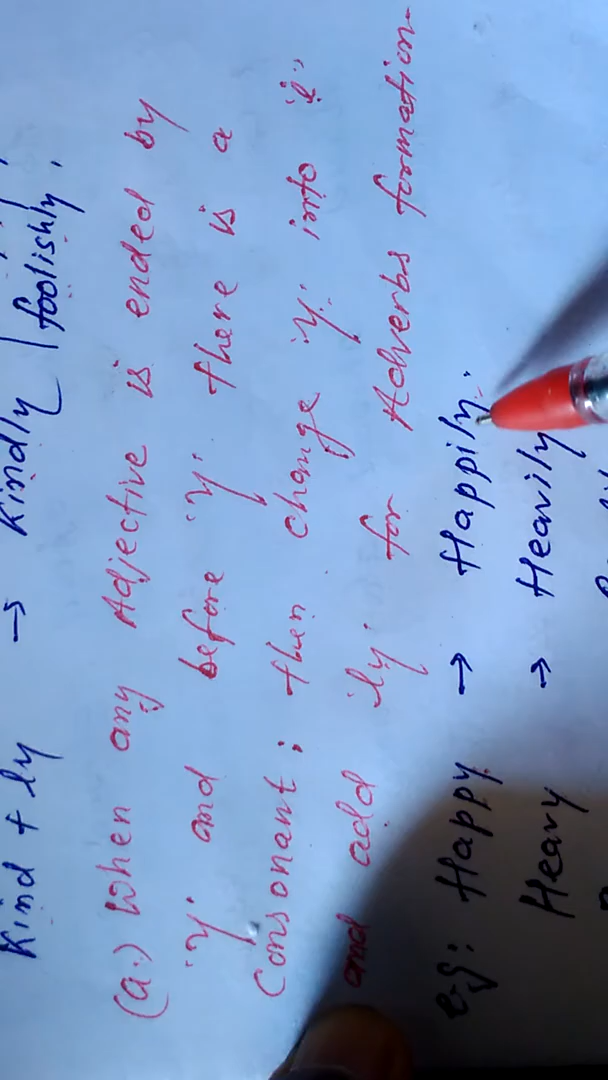 Kind + ly → Kindly / foolishly.
(a.) When any Adjective is ended by
'y' and before 'y' there is a
Consonant; then change 'y' into 'i'
and add 'ly' for Adverbs formation.
e.g: Happy → Happily.
Heavy → Heavily